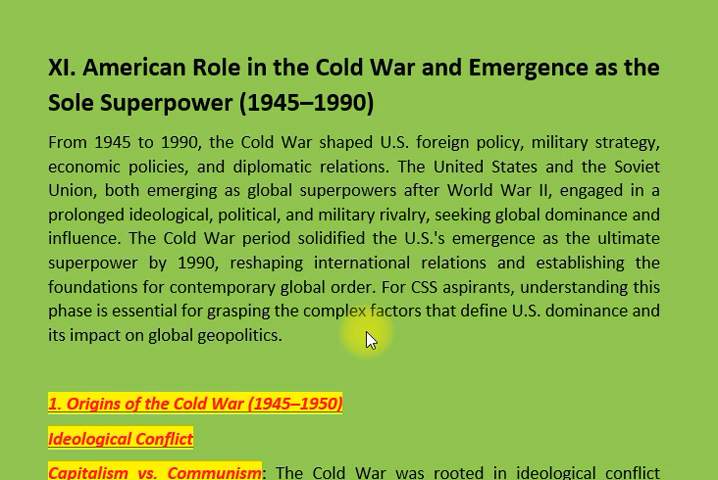 XI. American Role in the Cold War and Emergence as the
Sole Superpower (1945–1990)
From 1945 to 1990, the Cold War shaped U.S. foreign policy, military strategy,
economic policies, and diplomatic relations. The United States and the Soviet
Union, both emerging as global superpowers after World War II, engaged in a
prolonged ideological, political, and military rivalry, seeking global dominance and
influence. The Cold War period solidified the U.S.'s emergence as the ultimate
superpower by 1990, reshaping international relations and establishing the
foundations for contemporary global order. For CSS aspirants, understanding this
phase is essential for grasping the complex factors that define U.S. dominance and
its impact on global geopolitics.
1. Origins of the Cold War (1945–1950)
Ideological Conflict
Capitalism vs. Communism: The Cold War was rooted in ideological conflict